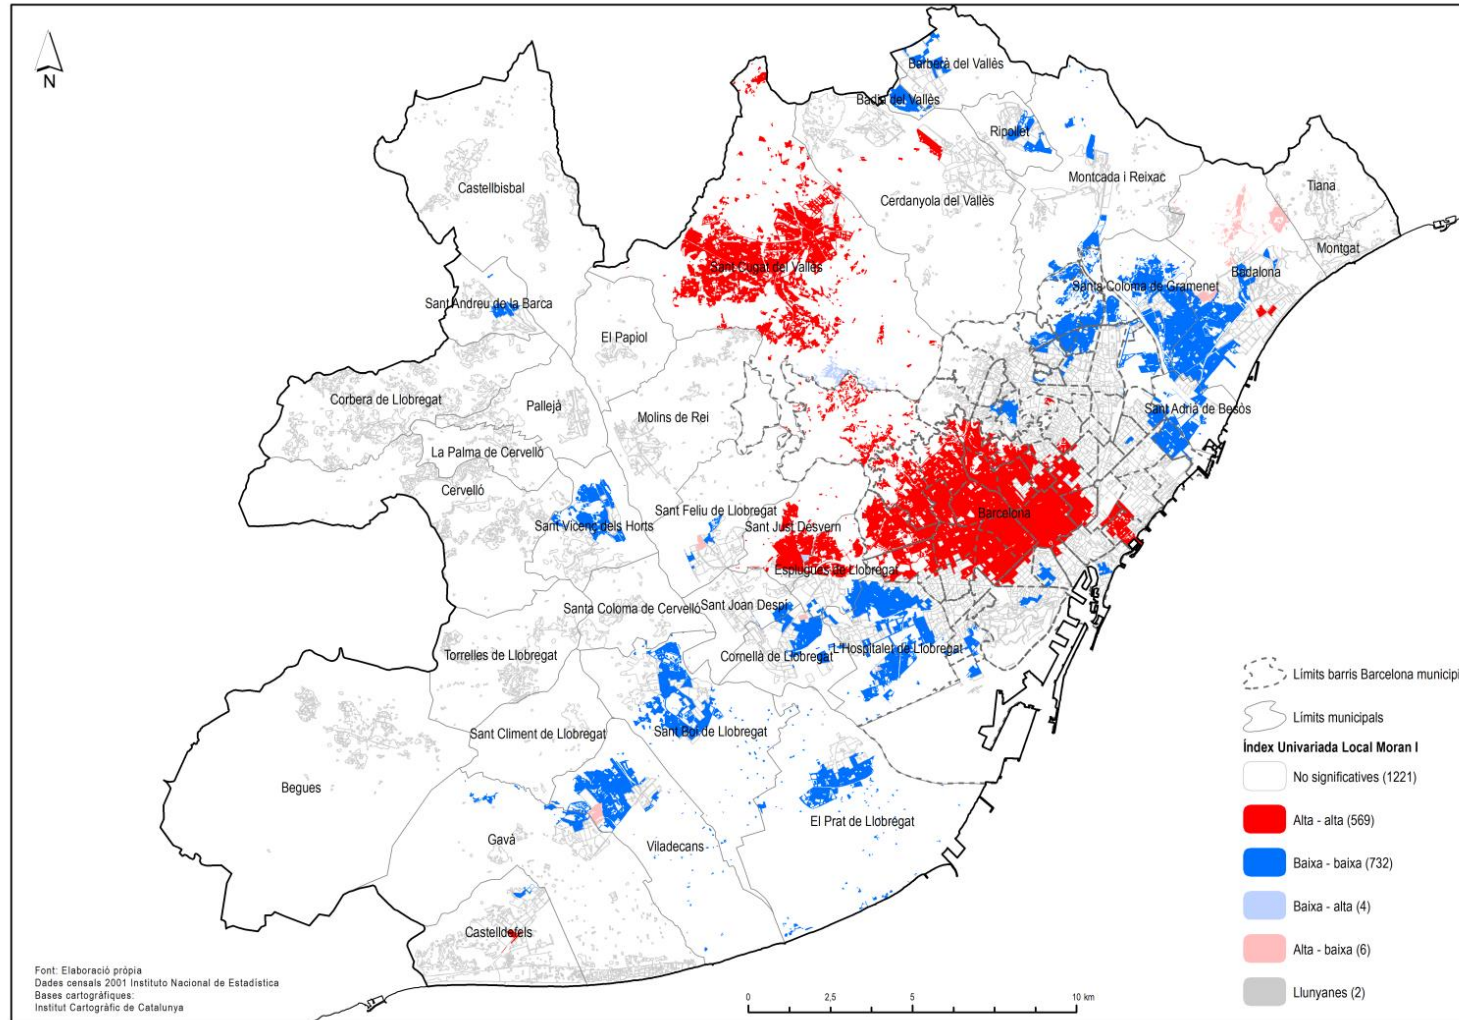 N
Barberà del Vallès
Badia del Vallès
Ripollet
Montcada i Reixac
Tiana
Montgat
Castellbisbal
Cerdanyola del Vallès
Sant Cugat del Vallès
Badalona
Santa Coloma de Gramenet
Sant Andreu de la Barca
El Papiol
Corbera de Llobregat
Pallejà
Molins de Rei
Sant Adrià de Besòs
La Palma de Cervelló
Cervelló
Sant Vicenç dels Horts
Sant Feliu de Llobregat
Sant Just Désvern
Barcelona
Esplugues de Llobregat
Santa Coloma de Cervelló
Sant Joan Despí
Torrelles de Llobregat
Cornellà de Llobregat
L'Hospitalet de Llobregat
Sant Climent de Llobregat
Sant Boi de Llobregat
Begues
El Prat de Llobregat
Gavà
Viladecans
Castelldefels
Límits barris Barcelona municipi
Límits municipals
Índex Univariada Local Moran I
No significatives (1221)
Alta - alta (569)
Baixa - baixa (732)
Baixa - alta (4)
Alta - baixa (6)
Llunyanes (2)
Font: Elaboració pròpia
Dades censals 2001 Instituto Nacional de Estadística
Bases cartogràfiques:
Institut Cartogràfic de Catalunya
0 2,5 5 10 km